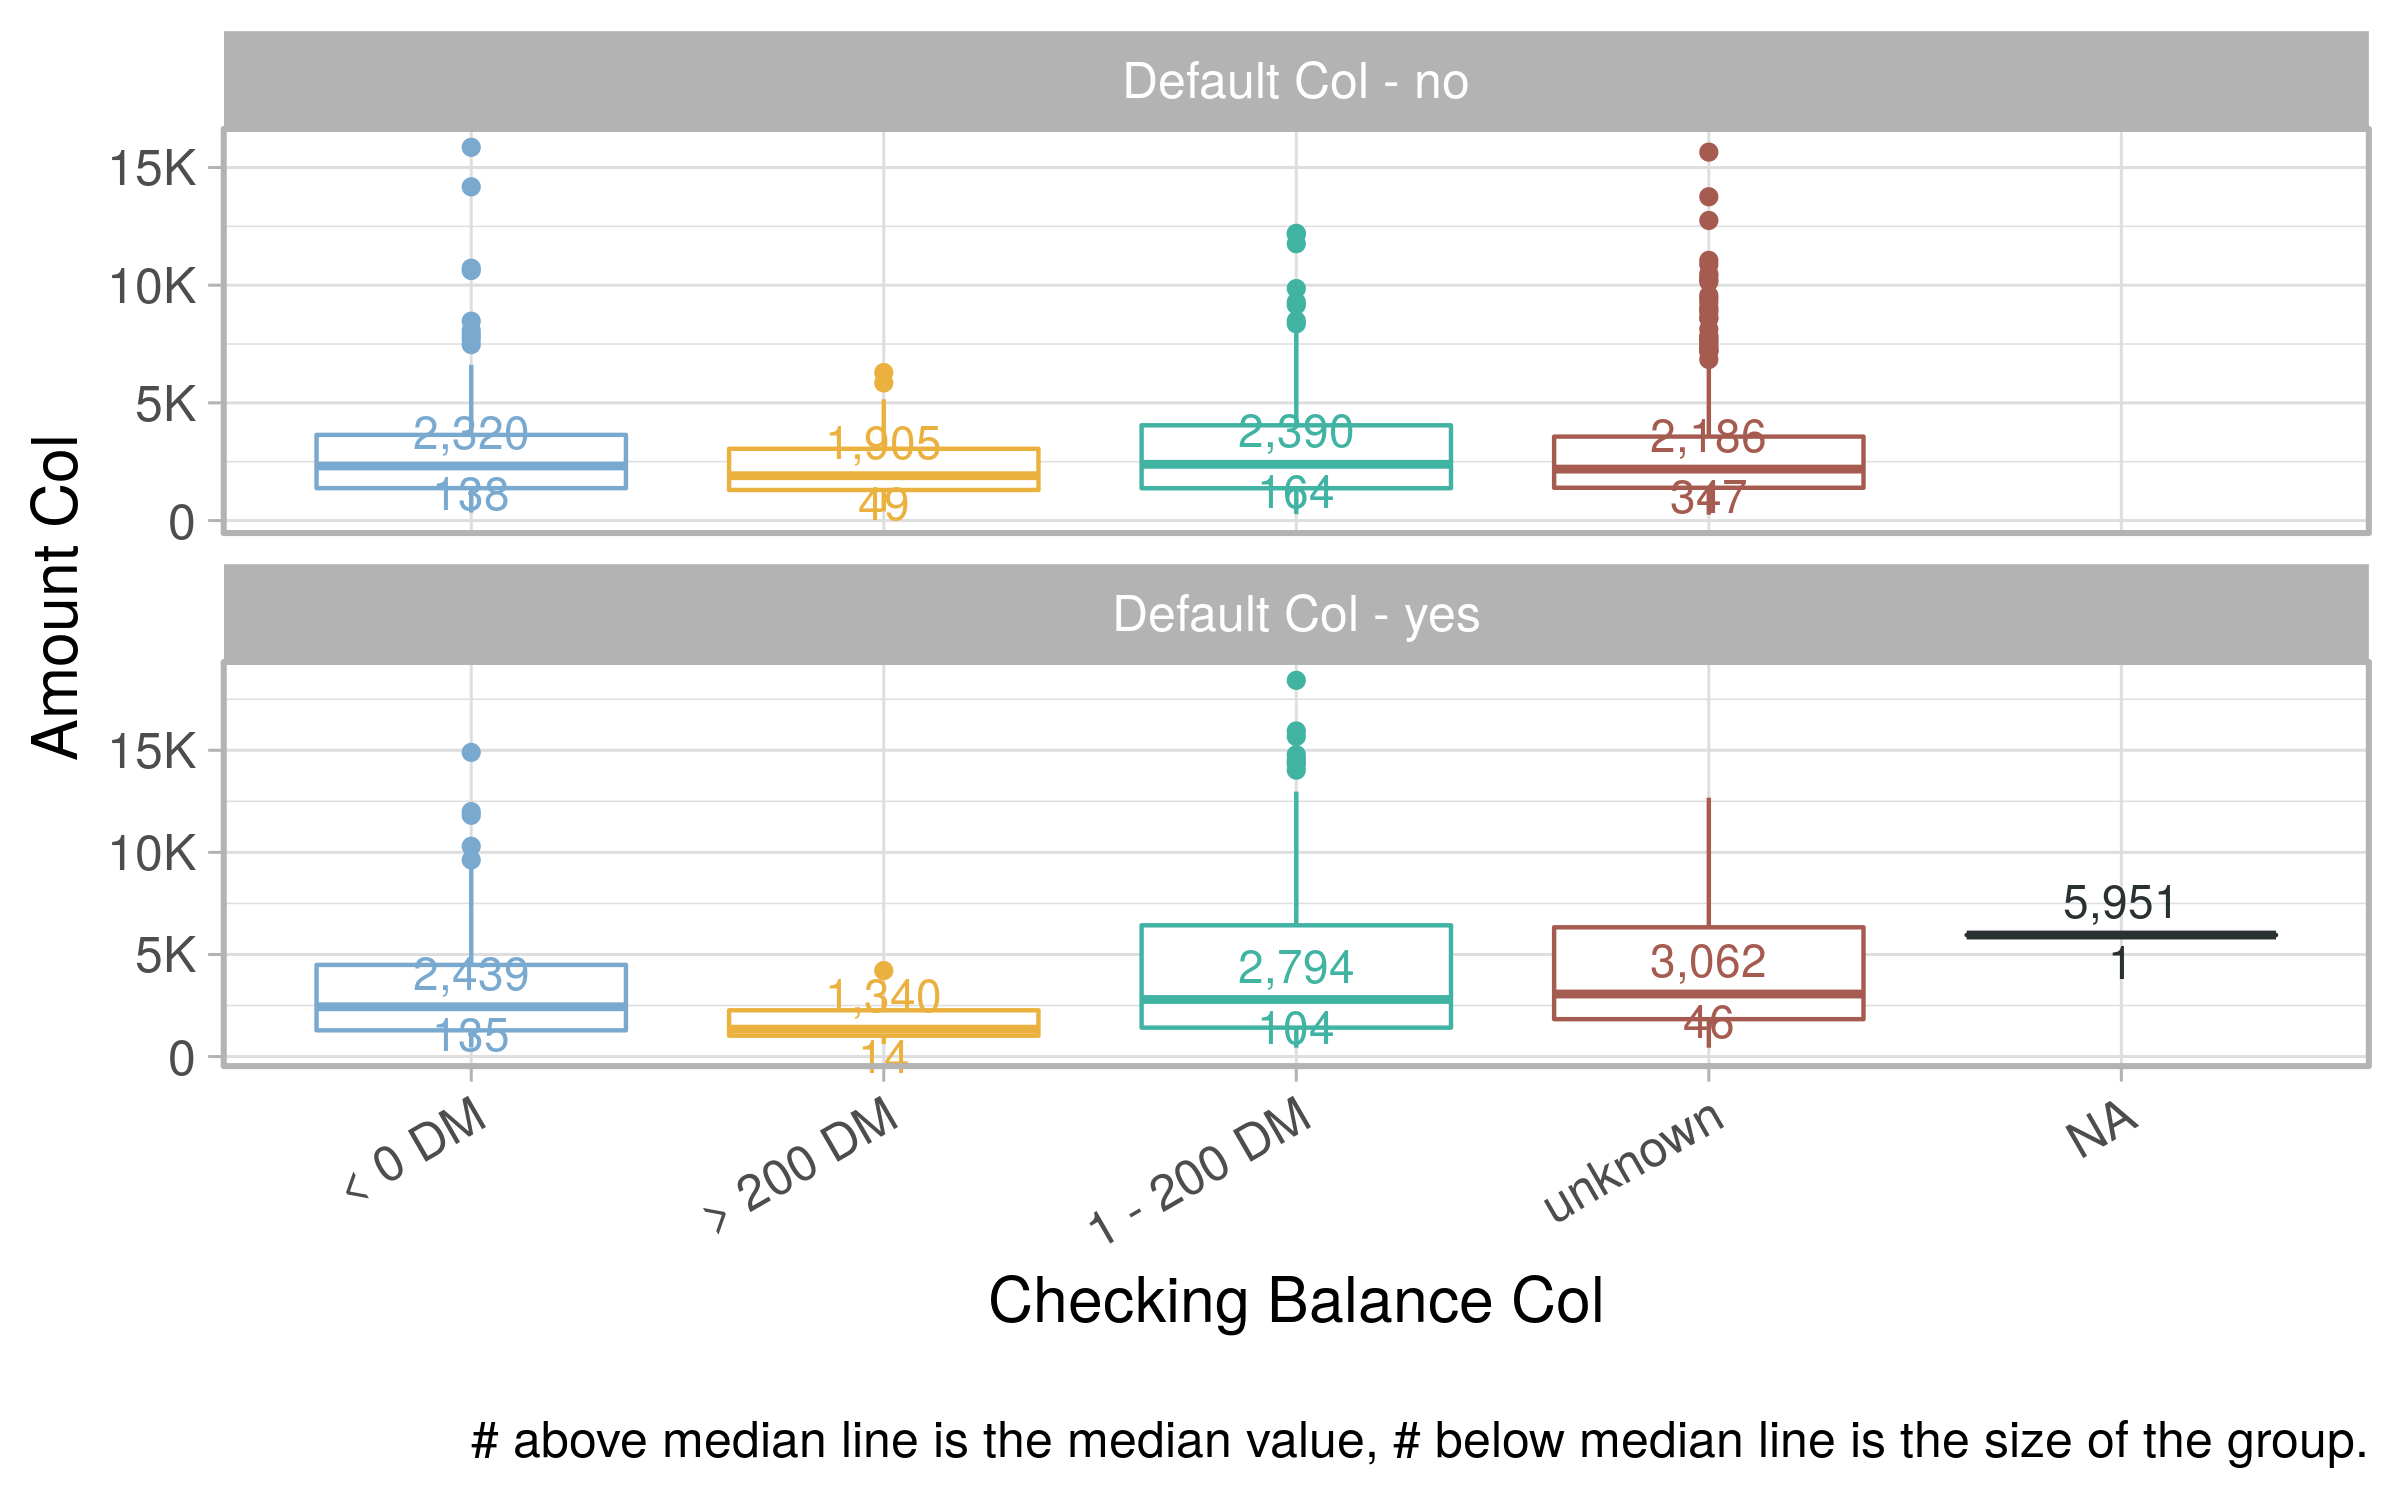 Default Col - no
15K
10K
5K
0
2,320
138
1,905
49
2,390
164
2,186
347
Amount Col
Default Col - yes
15K
10K
5K
0
2,439
135
1,340
14
2,794
104
3,062
46
5,951
1
< 0 DM
> 200 DM
1 - 200 DM
unknown
NA
Checking Balance Col
# above median line is the median value, # below median line is the size of the group.